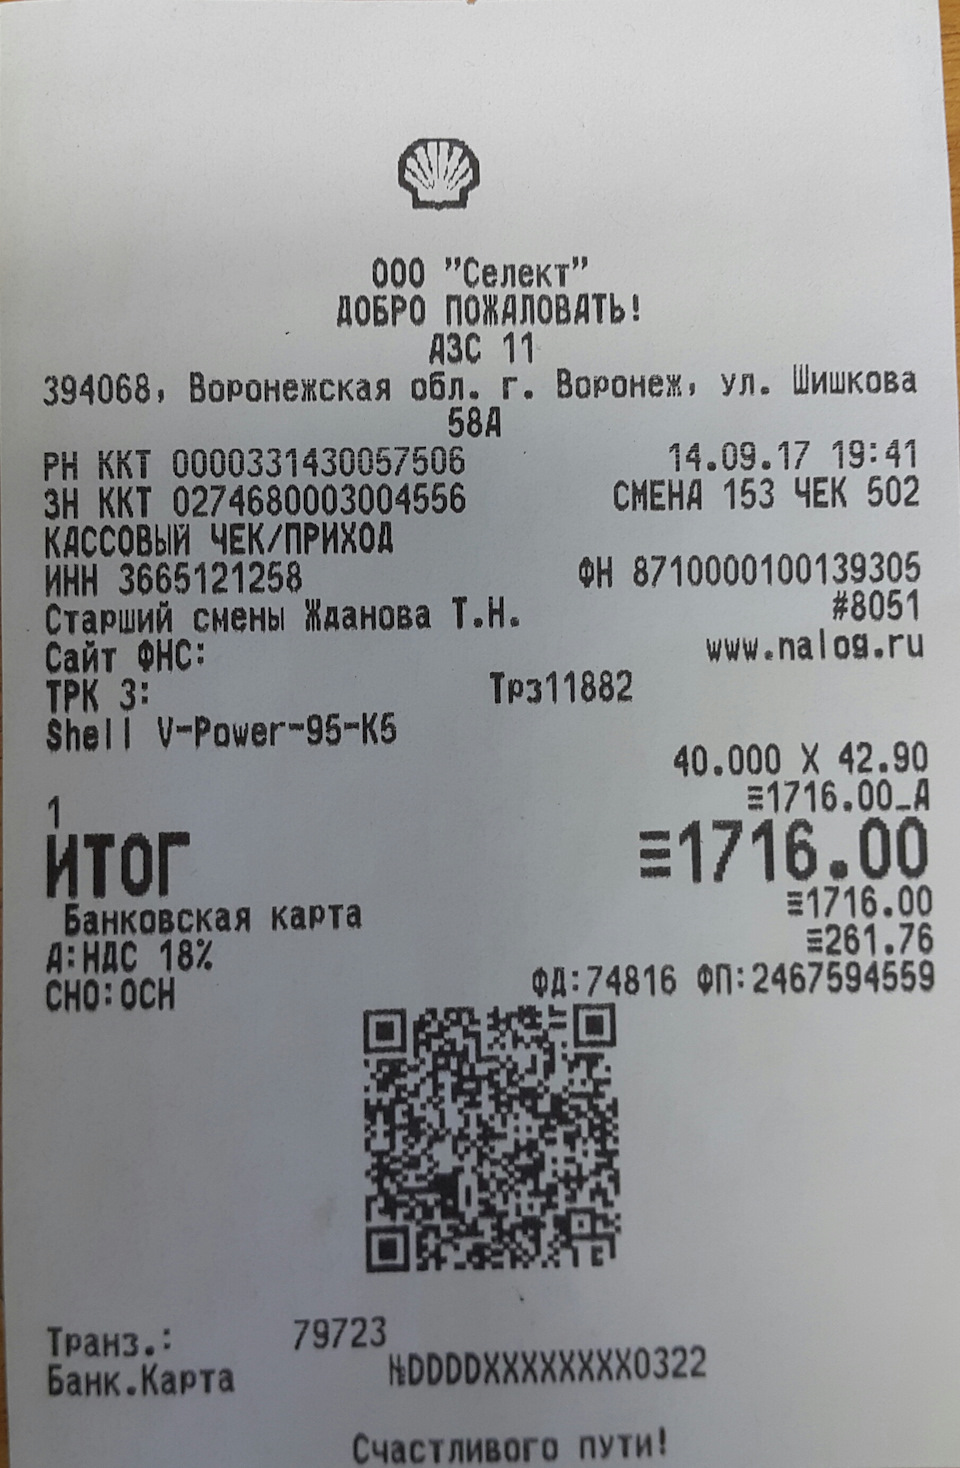 ООО "Селект"
ДОБРО ПОЖАЛОВАТЬ!
АЗС 11
394068, Воронежская обл. г. Воронеж, ул. Шишкова
58А
РН ККТ 0000331430057506 14.09.17 19:41
ЗН ККТ 0274680003004556 СМЕНА 153 ЧЕК 502
КАССОВЫЙ ЧЕК/ПРИХОД
ИНН 3665121258 ФН 8710000100139305
Старший смены Жданова Т.Н. #8051
Сайт ФНС: www.nalog.ru
ТРК 3: Трз11882
Shell V-Power-95-K5
40.000 X 42.90
1 ≡1716.00_А
ИТОГ ≡1716.00
Банковская карта ≡1716.00
А:НДС 18% ≡261.76
СНО:ОСН ФД:74816 ФП:2467594559
Транз.: 79723
Банк.Карта №DDDDXXXXXXXX0322
Счастливого пути!